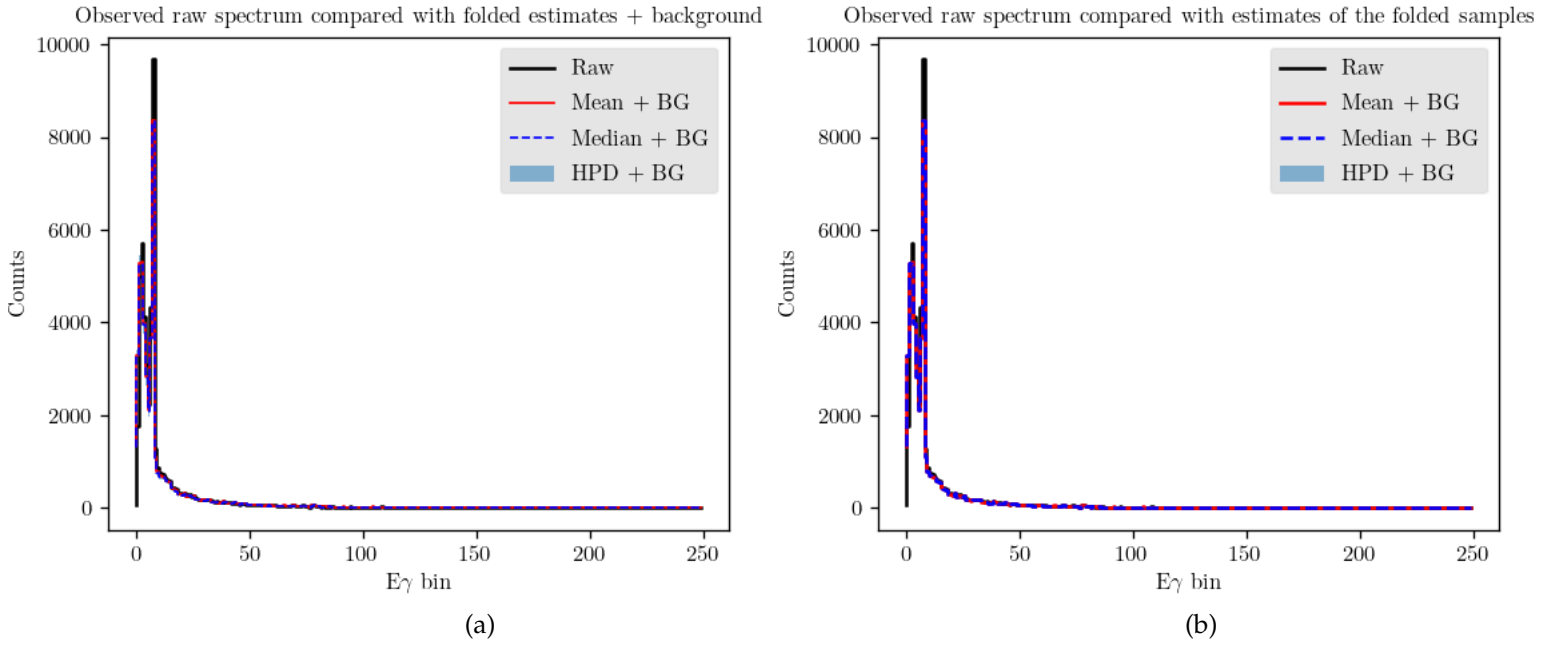 Observed raw spectrum compared with folded estimates + background
10000
8000
6000
4000
2000
0
Counts
Raw
Mean + BG
Median + BG
HPD + BG
0 50 100 150 200 250
Eγ bin
(a)
Observed raw spectrum compared with estimates of the folded samples
10000
8000
6000
4000
2000
0
Counts
Raw
Mean + BG
Median + BG
HPD + BG
0 50 100 150 200 250
Eγ bin
(b)